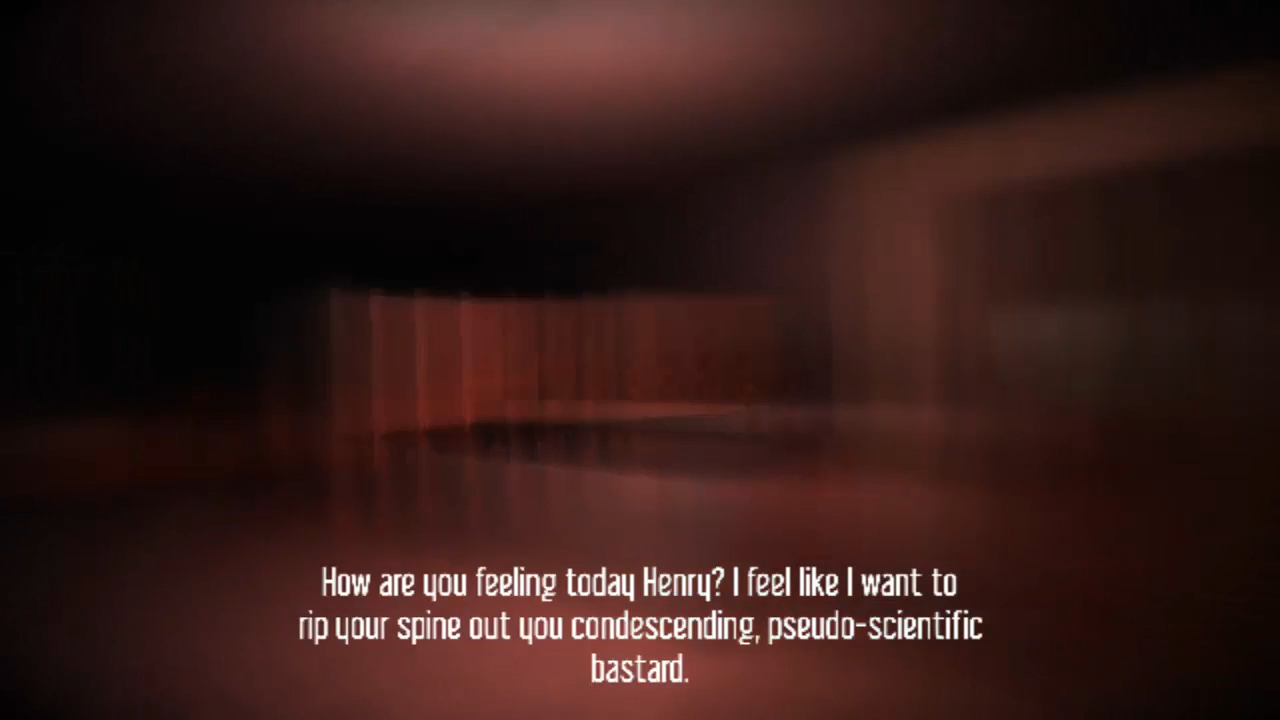 How are you feeling today Henry? I feel like I want to
rip your spine out you condescending, pseudo-scientific
bastard.